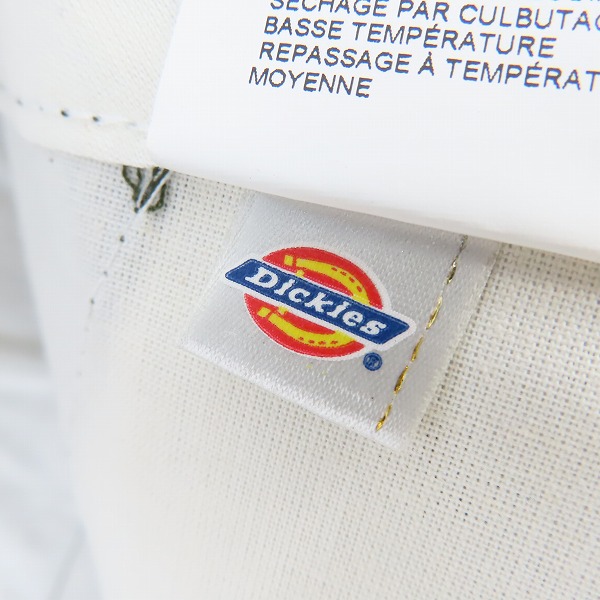 SÉCHAGE PAR CULBUTAG
BASSE TEMPÉRATURE
REPASSAGE À TEMPÉRAT
MOYENNE
Dickies
®